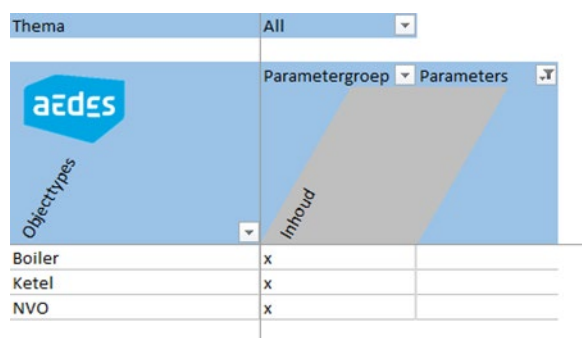 Thema All
Parametergroep Parameters
aedes
Objecttypes
Inhoud
Boiler x
Ketel x
NVO x